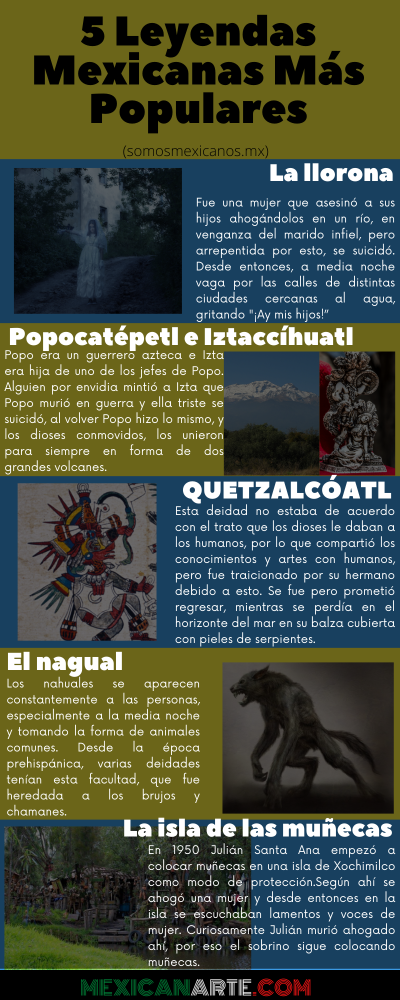 5 Leyendas
Mexicanas Más
Populares
(somosmexicanos.mx)
La llorona
Fue una mujer que asesinó a sus
hijos ahogándolos en un río, en
venganza del marido infiel, pero
arrepentida por esto, se suicidó.
Desde entonces, a media noche
vaga por las calles de distintas
ciudades cercanas al agua,
gritando "¡Ay mis hijos!"
Popocatépetl e Iztaccíhuatl
Popo era un guerrero azteca e Izta
era hija de uno de los jefes de Popo.
Alguien por envidia mintió a Izta que
Popo murió en guerra y ella triste se
suicidó, al volver Popo hizo lo mismo, y
los dioses conmovidos, los unieron
para siempre en forma de dos
grandes volcanes.
QUETZALCÓATL
Esta deidad no estaba de acuerdo
con el trato que los dioses le daban a
los humanos, por lo que compartió los
conocimientos y artes con humanos,
pero fue traicionado por su hermano
debido a esto. Se fue pero prometió
regresar, mientras se perdía en el
horizonte del mar en su balza cubierta
con pieles de serpientes.
El nagual
Los nahuales se aparecen
constantemente a las personas,
especialmente a la media noche
y tomando la forma de animales
comunes. Desde la época
prehispánica, varias deidades
tenían esta facultad, que fue
heredada a los brujos y
chamanes.
La isla de las muñecas
En 1950 Julián Santa Ana empezó a
colocar muñecas en una isla de Xochimilco
como modo de protección.Según ahí se
ahogó una mujer y desde entonces en la
isla se escuchaban lamentos y voces de
mujer. Curiosamente Julián murió ahogado
ahí, por eso el sobrino sigue colocando
muñecas.
MEXICANARTE.COM